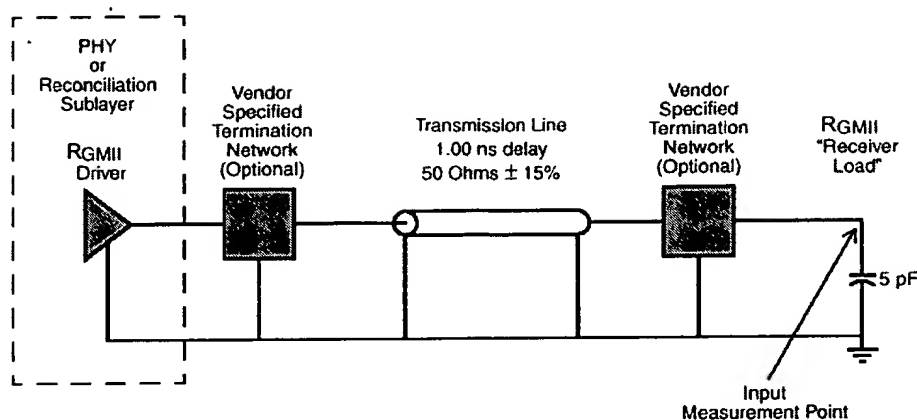 PHY
or
Reconciliation
Sublayer
RGMII
Driver
Vendor
Specified
Termination
Network
(Optional)
Transmission Line
1.00 ns delay
50 Ohms ± 15%
Vendor
Specified
Termination
Network
(Optional)
RGMII
"Receiver
Load"
5 pF
Input
Measurement Point